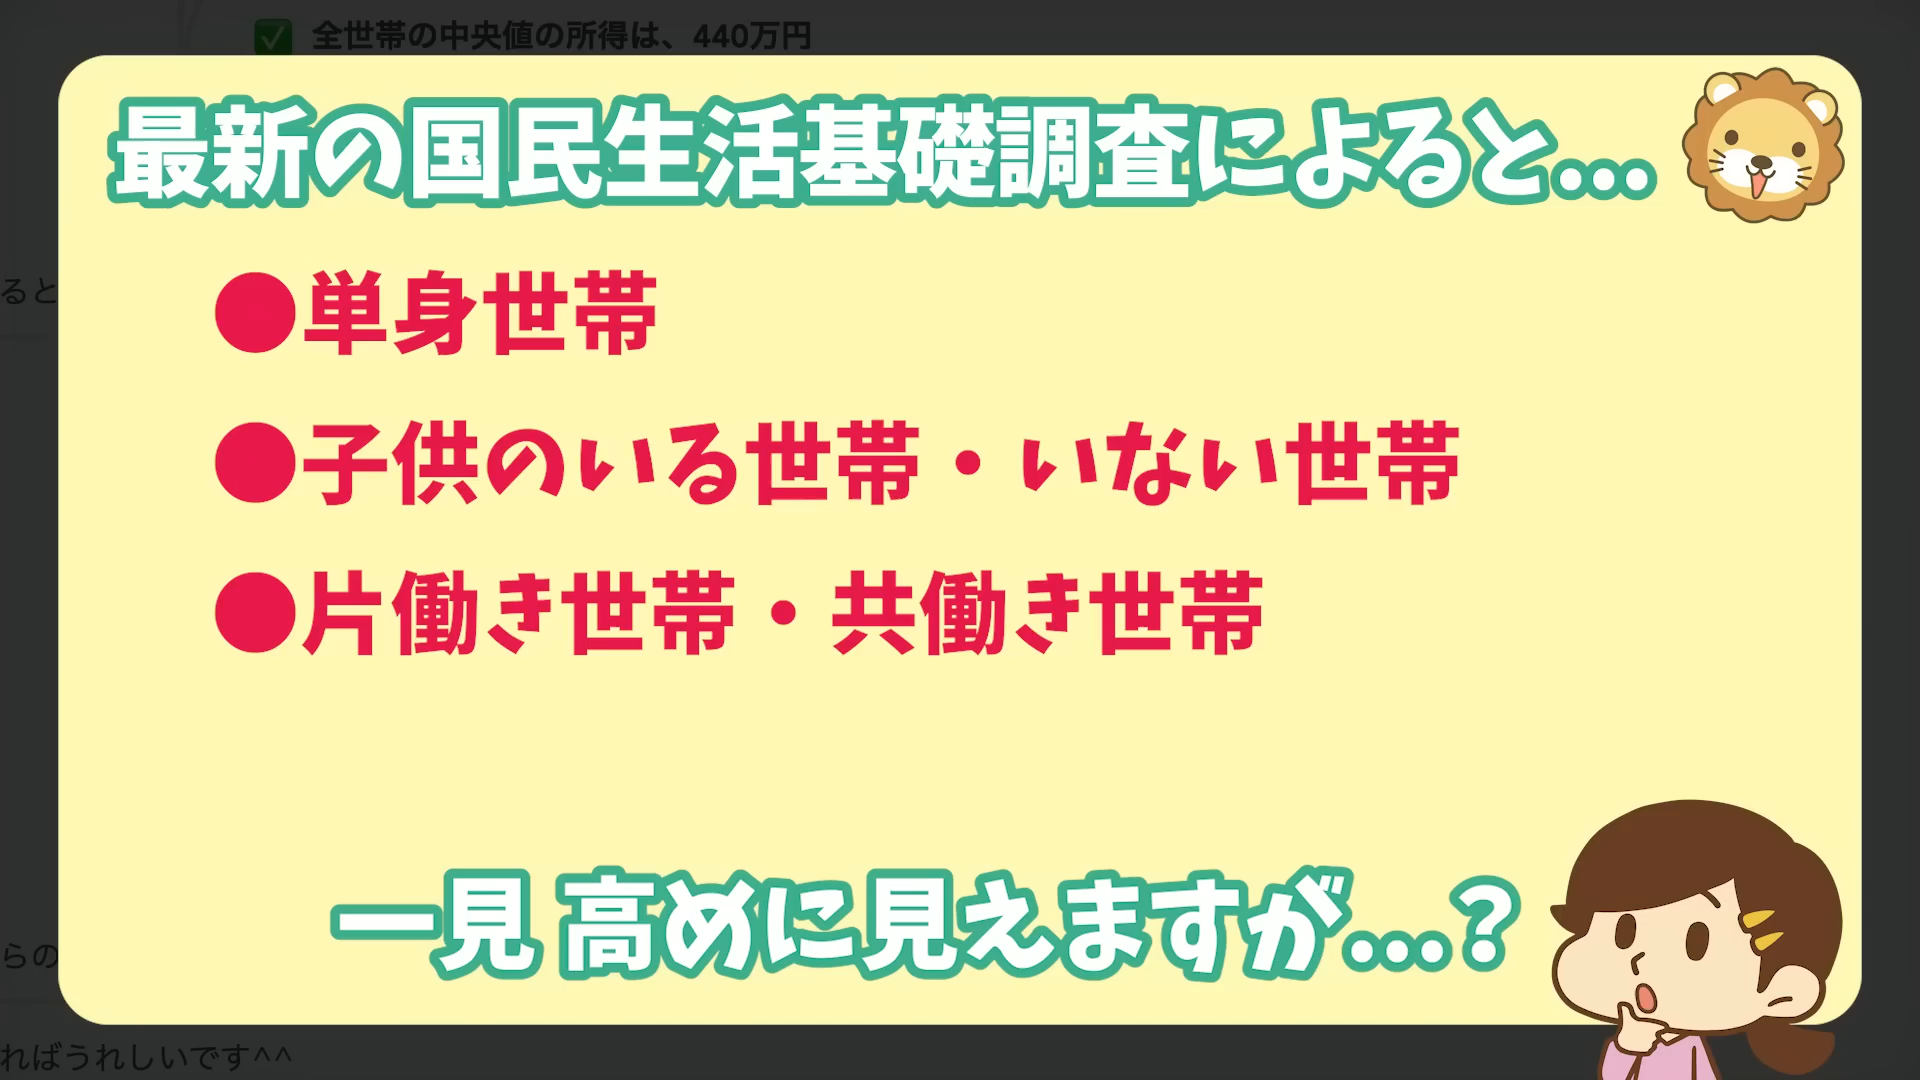 全世帯の中央値の所得は、440万円
最新の国民生活基礎調査によると…
●単身世帯
ると
●子供のいる世帯・いない世帯
●片働き世帯・共働き世帯
一見 高めに見えますが…?
らの
ればうれしいです^^